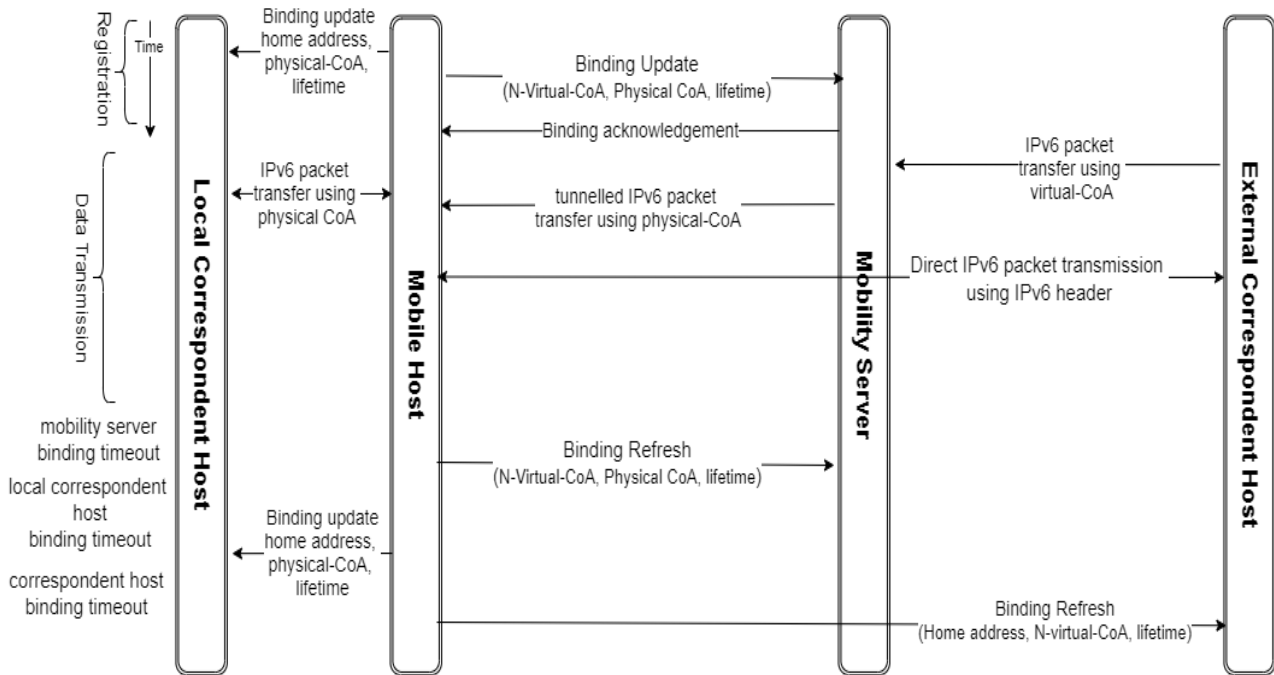 Registration
Time
Binding update
home address,
physical-CoA,
lifetime
Binding Update
(N-Virtual-CoA, Physical CoA, lifetime)
Binding acknowledgement
IPv6 packet
transfer using
virtual-CoA
Data Transmission
IPv6 packet
transfer using
physical CoA
tunnelled IPv6 packet
transfer using physical-CoA
Direct IPv6 packet transmission
using IPv6 header
Local Correspondent Host
Mobile Host
Mobility Server
External Correspondent Host
mobility server
binding timeout
Binding Refresh
(N-Virtual-CoA, Physical CoA, lifetime)
local correspondent
host
binding timeout
Binding update
home address,
physical-CoA,
lifetime
correspondent host
binding timeout
Binding Refresh
(Home address, N-virtual-CoA, lifetime)